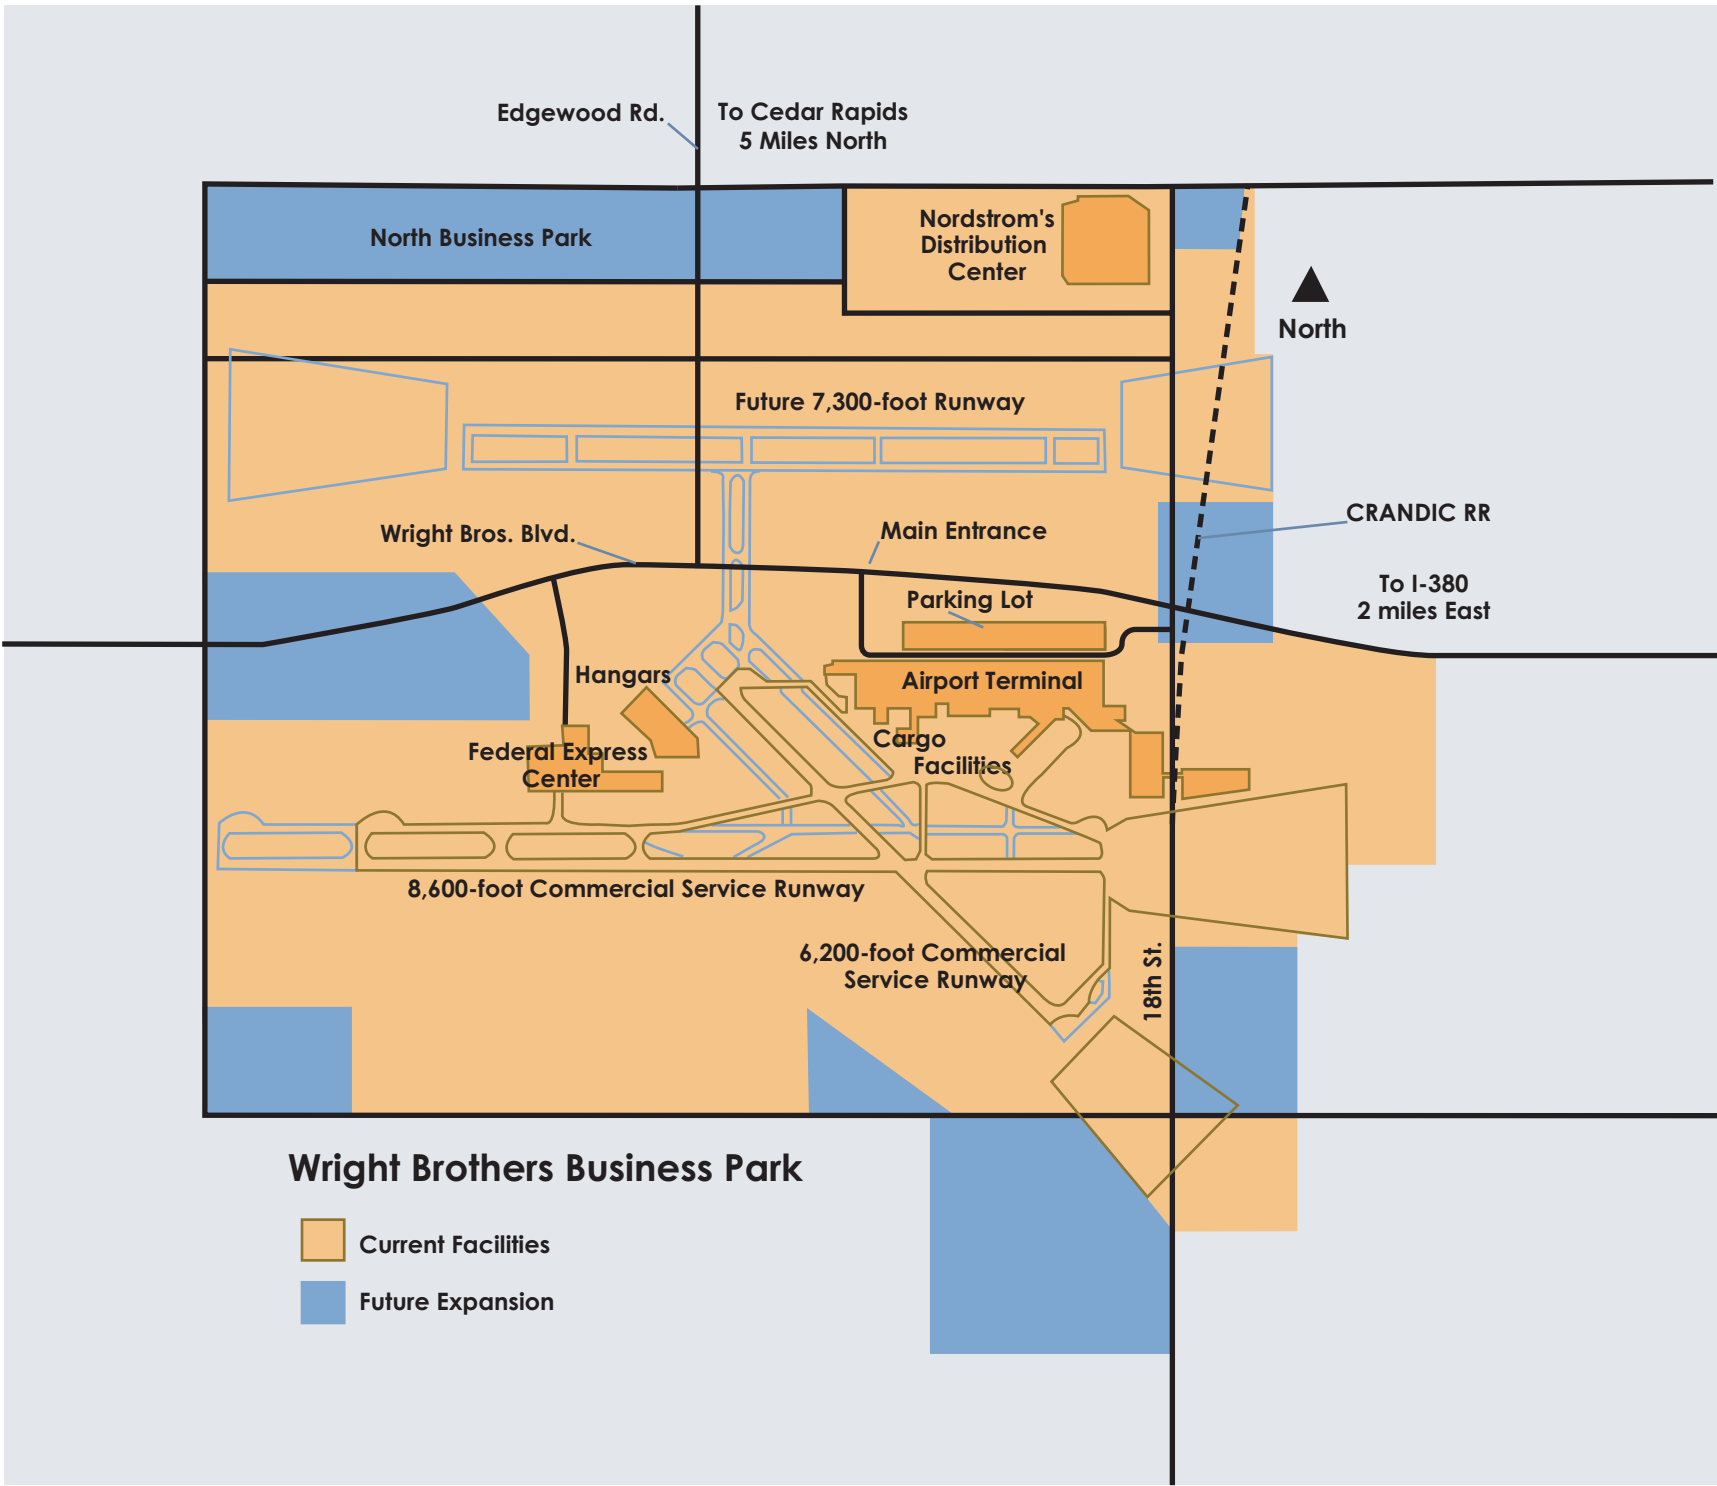 Edgewood Rd.
To Cedar Rapids
5 Miles North
North Business Park
Nordstrom's
Distribution
Center
North
Future 7,300-foot Runway
Wright Bros. Blvd.
Main Entrance
CRANDIC RR
To I-380
2 miles East
Parking Lot
Hangars
Airport Terminal
Federal Express
Center
Cargo
Facilities
8,600-foot Commercial Service Runway
6,200-foot Commercial
Service Runway
18th St.
Wright Brothers Business Park
Current Facilities
Future Expansion